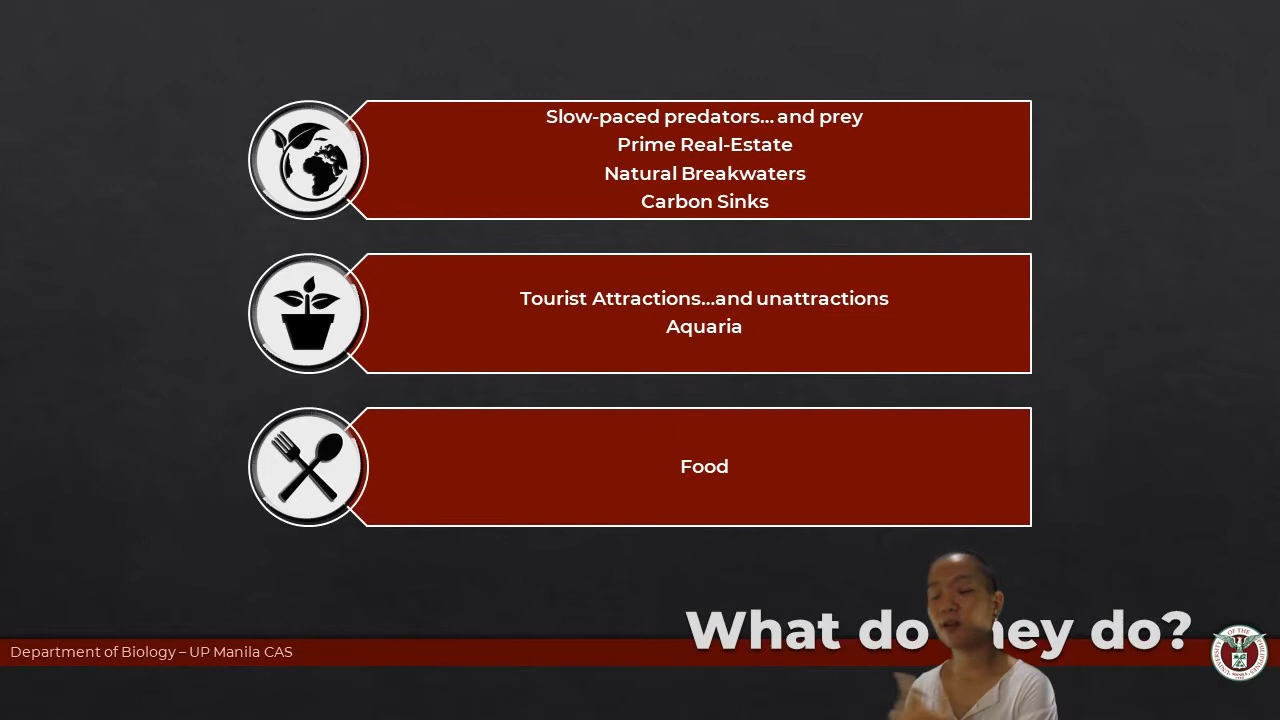 Slow-paced predators... and prey
Prime Real-Estate
Natural Breakwaters
Carbon Sinks
Tourist Attractions...and unattractions
Aquaria
Food
What do hey do?
Department of Biology – UP Manila CAS